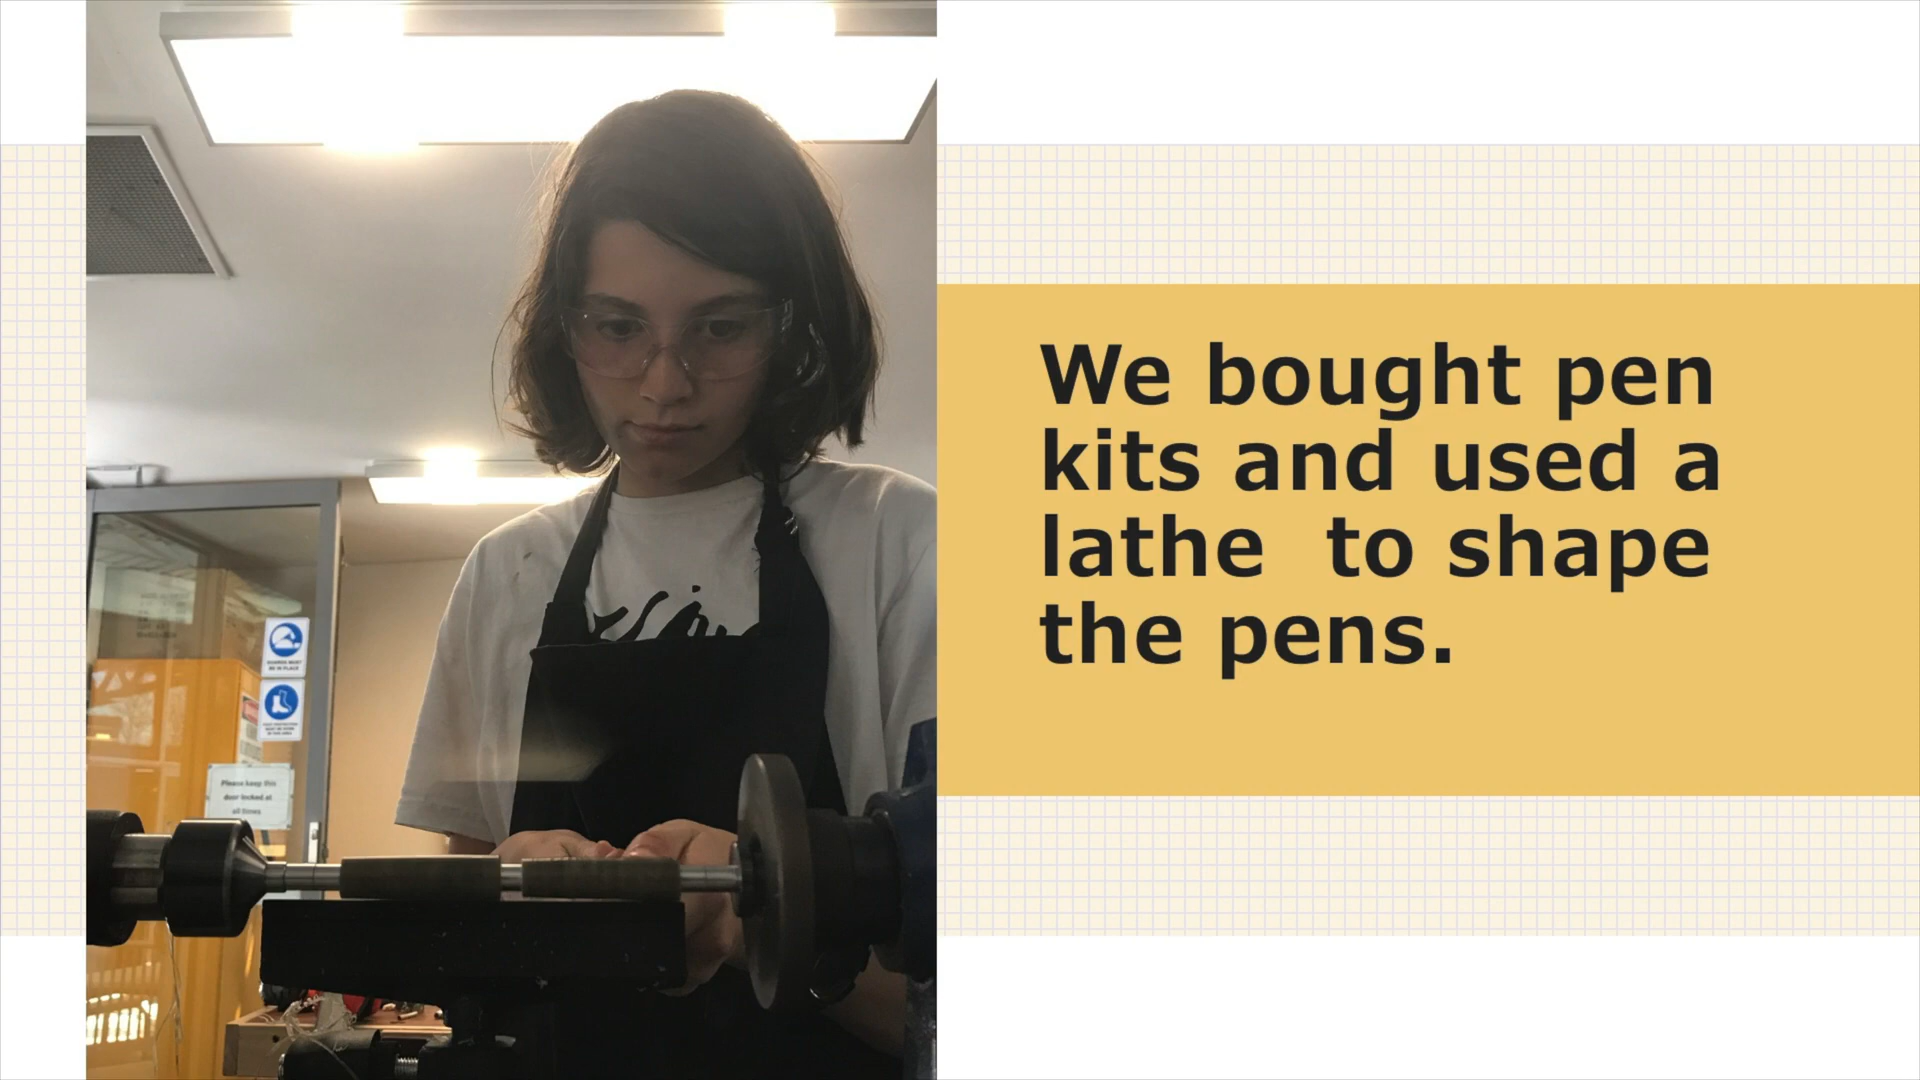 We bought pen
kits and used a
lathe  to shape
the pens.
Please keep this
door locked at
all times